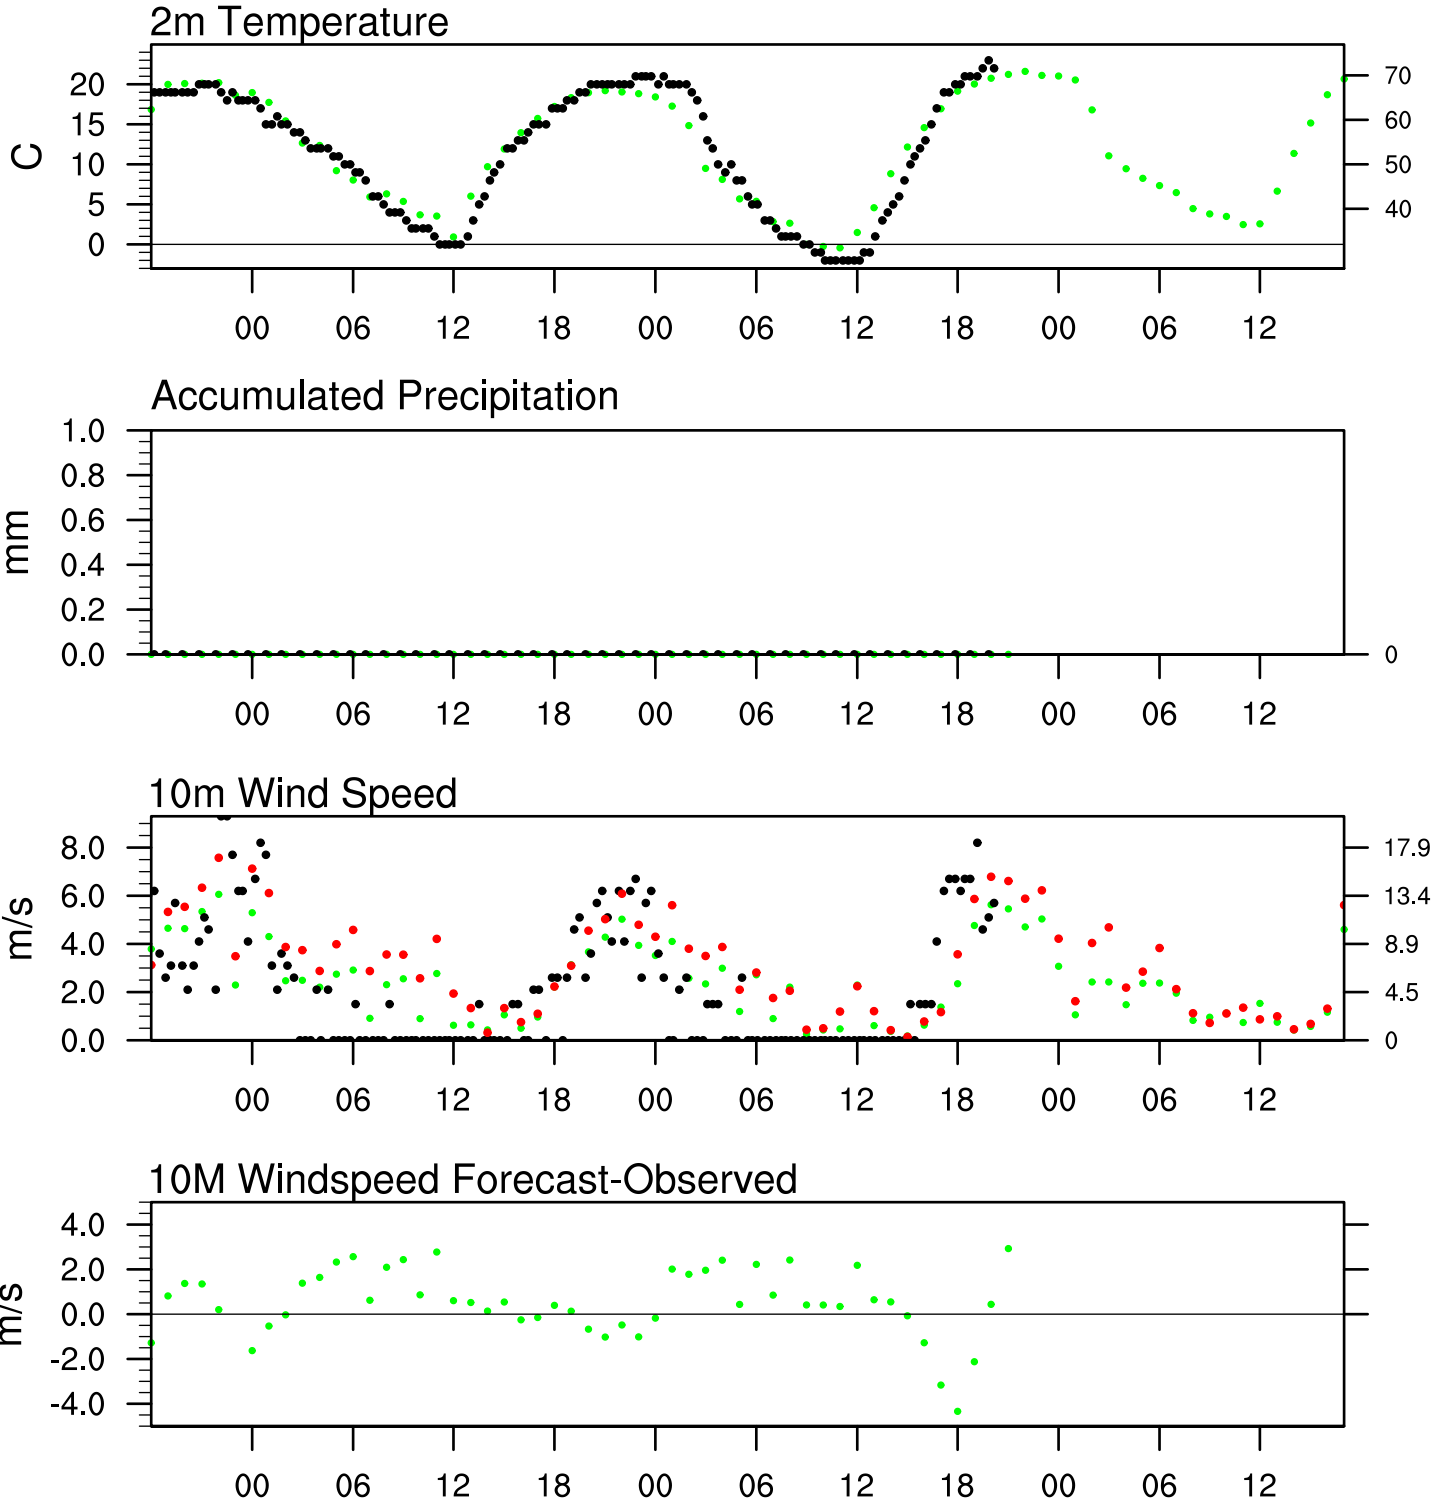 2m Temperature
C
20
15
10
5
0
70
60
50
40
00 06 12 18 00 06 12 18 00 06 12
Accumulated Precipitation
mm
1.0
0.8
0.6
0.4
0.2
0.0
0
00 06 12 18 00 06 12 18 00 06 12
10m Wind Speed
m/s
8.0
6.0
4.0
2.0
0.0
17.9
13.4
8.9
4.5
0
00 06 12 18 00 06 12 18 00 06 12
10M Windspeed Forecast-Observed
m/s
4.0
2.0
0.0
-2.0
-4.0
00 06 12 18 00 06 12 18 00 06 12